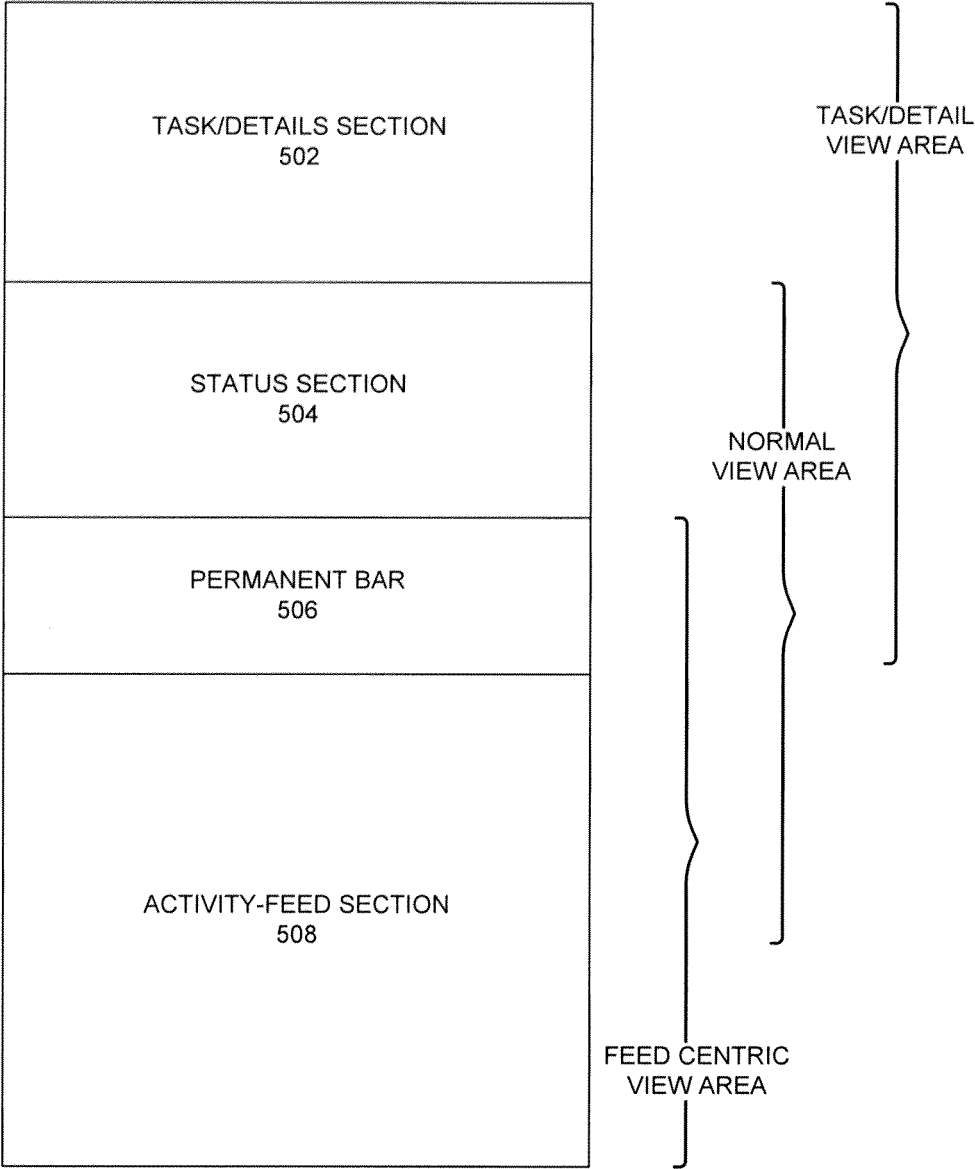 TASK/DETAILS SECTION
502
TASK/DETAIL
VIEW AREA
STATUS SECTION
504
NORMAL
VIEW AREA
PERMANENT BAR
506
ACTIVITY-FEED SECTION
508
FEED CENTRIC
VIEW AREA